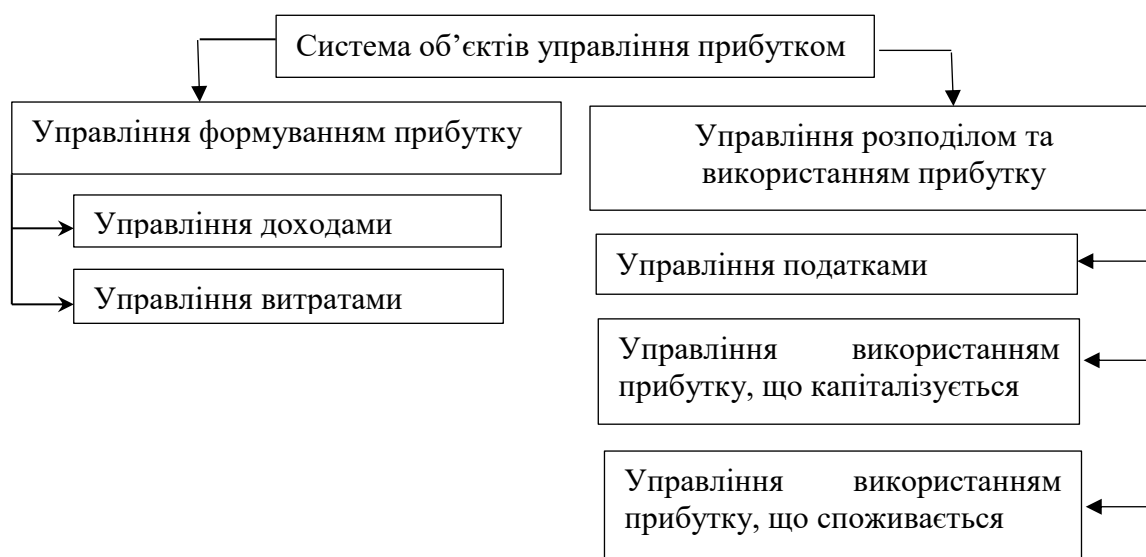 Система об’єктів управління прибутком
Управління формуванням прибутку
Управління доходами
Управління витратами
Управління розподілом та
використанням прибутку
Управління податками
Управління використанням
прибутку, що капіталізується
Управління використанням
прибутку, що споживається